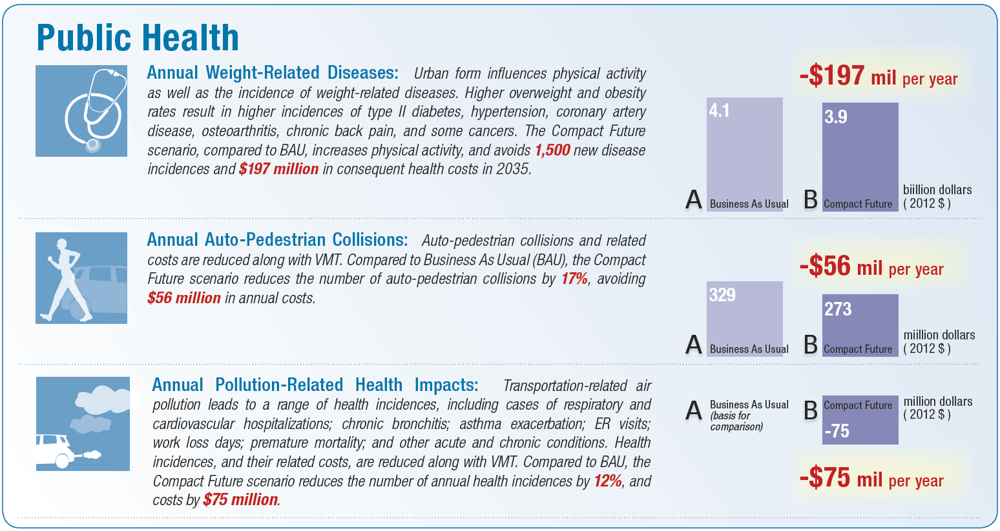 Public Health
Annual Weight-Related Diseases: Urban form influences physical activity
as well as the incidence of weight-related diseases. Higher overweight and obesity
rates result in higher incidences of type II diabetes, hypertension, coronary artery
disease, osteoarthritis, chronic back pain, and some cancers. The Compact Future
scenario, compared to BAU, increases physical activity, and avoids 1,500 new disease
incidences and $197 million in consequent health costs in 2035.
-$197 mil per year
4.1
3.9
A Business As Usual
B Compact Future
biillion dollars
( 2012 $ )
Annual Auto-Pedestrian Collisions: Auto-pedestrian collisions and related
costs are reduced along with VMT. Compared to Business As Usual (BAU), the Compact
Future scenario reduces the number of auto-pedestrian collisions by 17%, avoiding
$56 million in annual costs.
-$56 mil per year
329
273
A Business As Usual
B Compact Future
miillion dollars
( 2012 $ )
Annual Pollution-Related Health Impacts: Transportation-related air
pollution leads to a range of health incidences, including cases of respiratory and
cardiovascular hospitalizations; chronic bronchitis; asthma exacerbation; ER visits;
work loss days; premature mortality; and other acute and chronic conditions. Health
incidences, and their related costs, are reduced along with VMT. Compared to BAU, the
Compact Future scenario reduces the number of annual health incidences by 12%, and
costs by $75 million.
A Business As Usual
(basis for
comparison)
B Compact Future
-75
million dollars
( 2012 $ )
-$75 mil per year